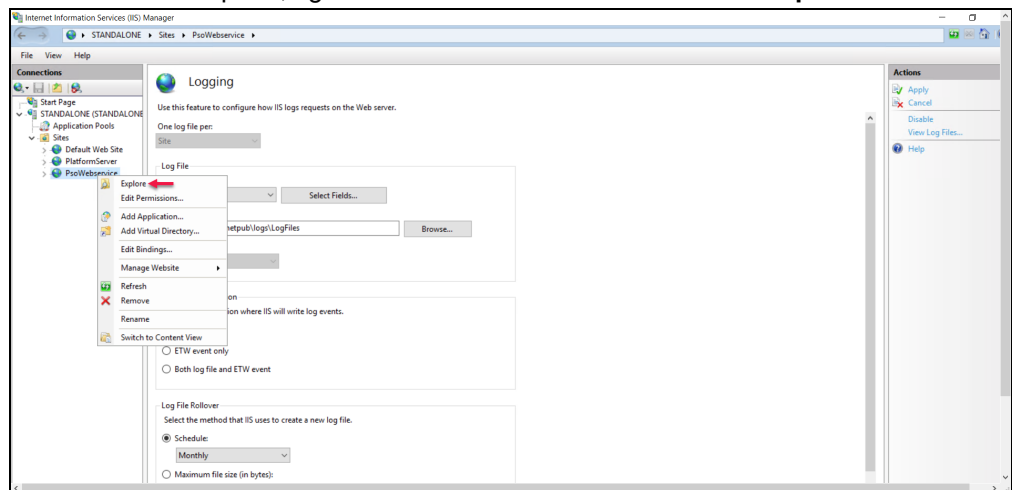 Internet Information Services (IIS) Manager
STANDALONE ▸ Sites ▸ PsoWebservice ▸
File View Help
Connections
Start Page
STANDALONE (STANDALONE
Application Pools
Sites
Default Web Site
PlatformServer
PsoWebservice
Explore
Edit Permissions...
Add Application...
Add Virtual Directory...
Edit Bindings...
Manage Website
Refresh
Remove
Rename
Switch to Content View
Logging
Use this feature to configure how IIS logs requests on the Web server.
One log file per:
Site
Log File
Select Fields...
netpub\logs\LogFiles
Browse...
on
ion where IIS will write log events.
ETW event only
Both log file and ETW event
Log File Rollover
Select the method that IIS uses to create a new log file.
Schedule:
Monthly
Maximum file size (in bytes):
Actions
Apply
Cancel
Disable
View Log Files...
Help